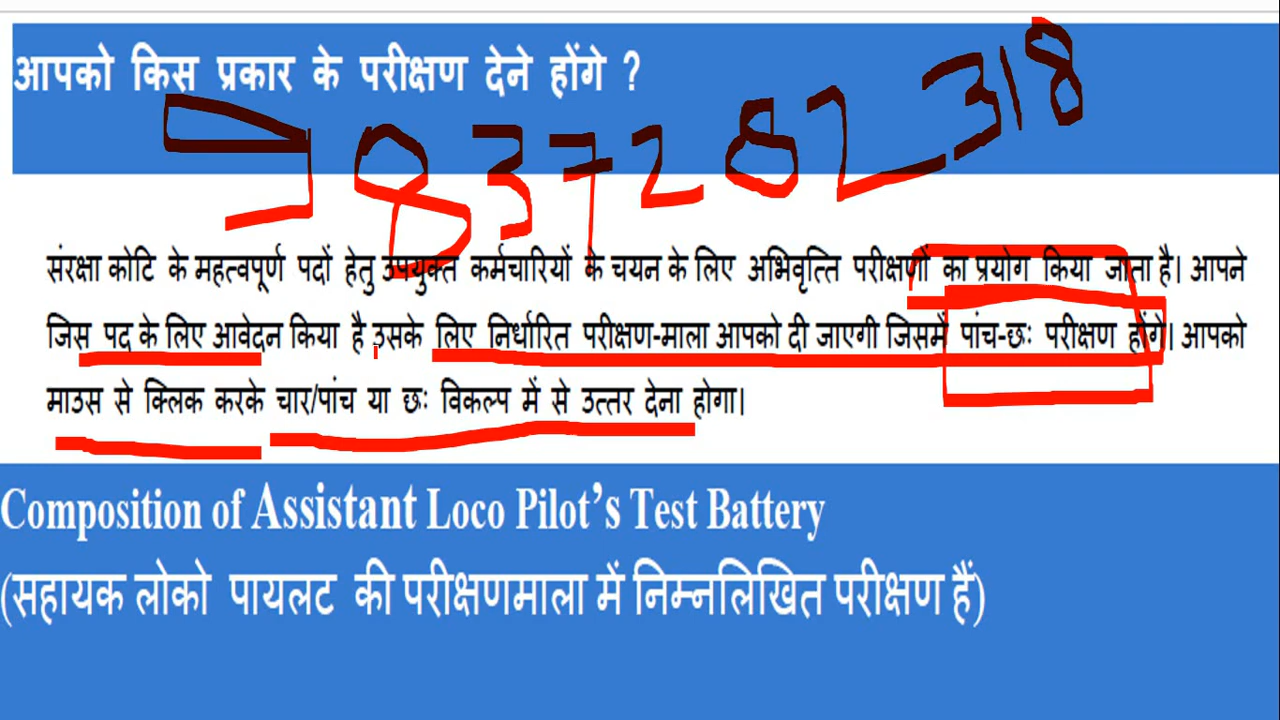 आपको किस प्रकार के परीक्षण देने होंगे ?
9837282318
संरक्षा कोटि के महत्वपूर्ण पदों हेतु उपयुक्त कर्मचारियों के चयन के लिए अभिवृत्ति परीक्षणों का प्रयोग किया जाता है। आपने
जिस पद के लिए आवेदन किया है उसके लिए निर्धारित परीक्षण-माला आपको दी जाएगी जिसमें पांच-छः परीक्षण होंगे। आपको
माउस से क्लिक करके चार/पांच या छः विकल्प में से उत्तर देना होगा।
Composition of Assistant Loco Pilot’s Test Battery
(सहायक लोको पायलट की परीक्षणमाला में निम्नलिखित परीक्षण हैं)